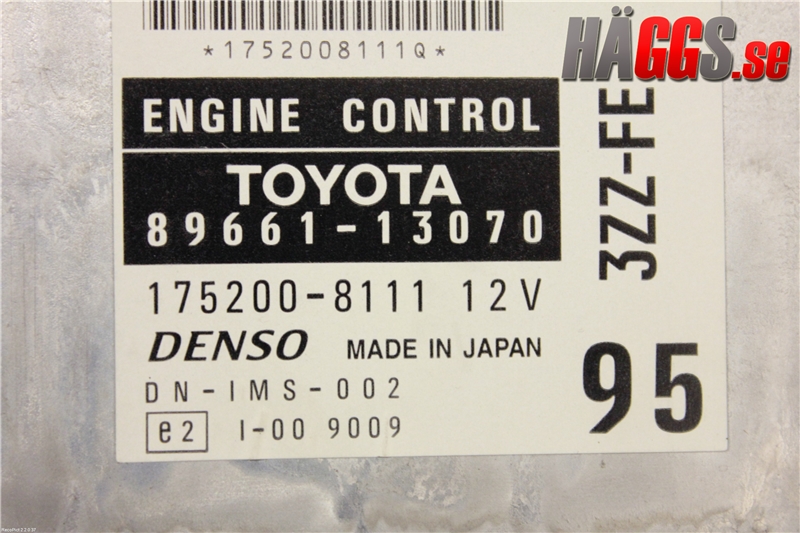 HÄGGS.se
*1752008111Q*
ENGINE CONTROL
TOYOTA
89661-13070
175200-8111 12V
DENSO MADE IN JAPAN
DN-IMS-002
e2 I-00 9009
3ZZ-FE
95